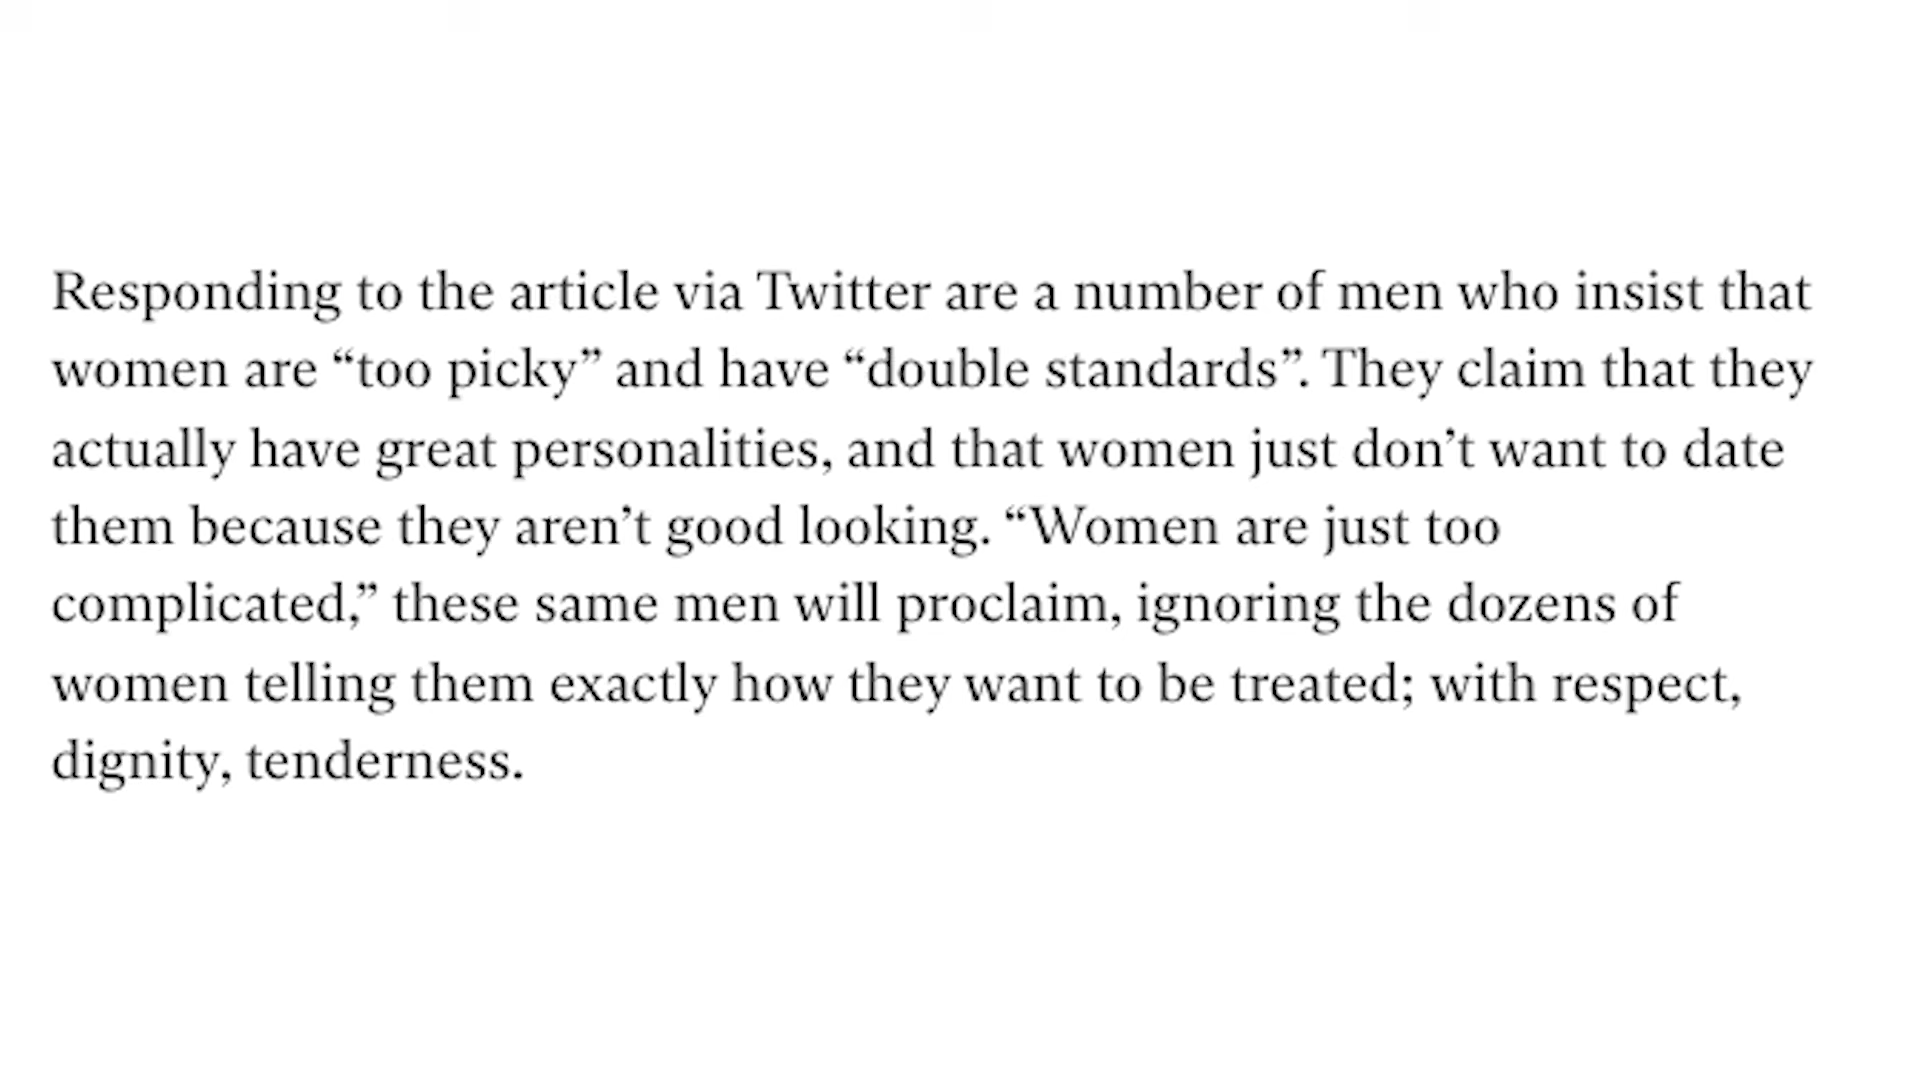 Responding to the article via Twitter are a number of men who insist that
women are “too picky” and have “double standards”. They claim that they
actually have great personalities, and that women just don’t want to date
them because they aren’t good looking. “Women are just too
complicated,” these same men will proclaim, ignoring the dozens of
women telling them exactly how they want to be treated; with respect,
dignity, tenderness.